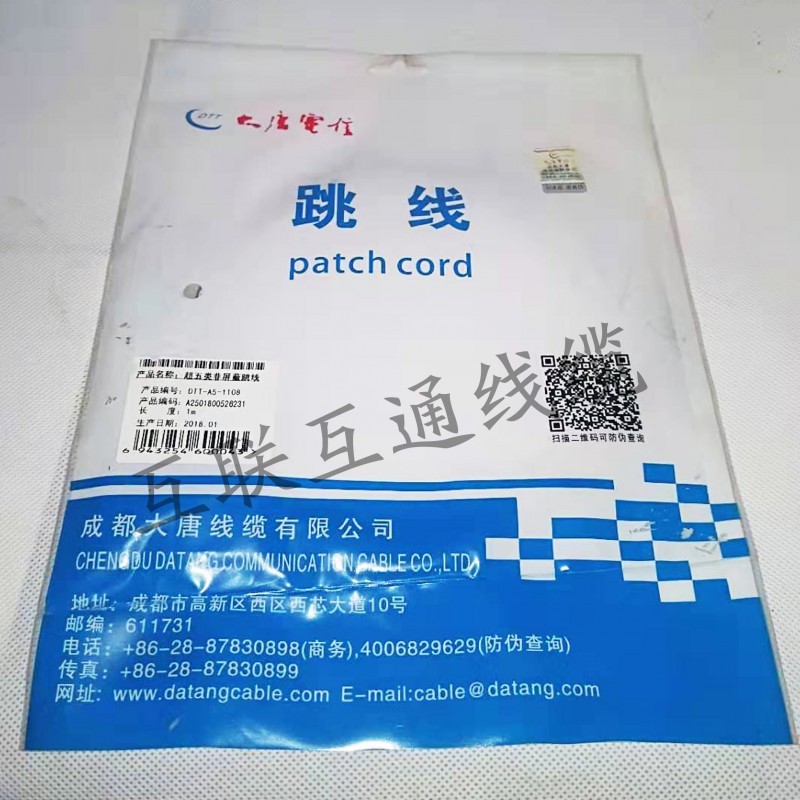 DTT 大唐电信
跳 线
patch cord
产品名称: 超五类非屏蔽跳线
产品编号: DTT-A5-1108
产品编码: A2501800526231
长 度: 1m
生产日期: 2018.01
6 943254 600043 >
扫描二维码可防伪查询
互联互通线缆
成都大唐线缆有限公司
CHENGDU DATANG COMMUNICATION CABLE CO.,LTD
地址: 成都市高新区西区西芯大道10号
邮编: 611731
电话: +86-28-87830898(商务),4006829629(防伪查询)
传真: +86-28-87830899
网址: www.datangcable.com E-mail:cable@datang.com